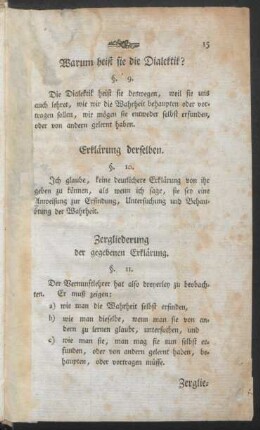 15
Warum heißt sie die Dialektik?
§. 9.
Die Dialektik heißt sie deswegen, weil sie uns
auch lehret, wie wir die Wahrheit behaupten oder vor-
tragen sollen, wir mögen sie entweder selbst erfunden,
oder von andern gelernt haben.
Erklärung derselben.
§. 10.
Ich glaube, keine deutlichere Erklärung von ihr
geben zu können, als wenn ich sage, sie sey eine
Anweisung zur Erfindung, Untersuchung und Behau-
ptung der Wahrheit.
Zergliederung
der gegebenen Erklärung.
§. 11.
Der Vernunftlehrer hat also dreyerley zu beobach-
ten. Er muß zeigen:
a) wie man die Wahrheit selbst erfinden,
b) wie man dieselbe, wenn man sie von an-
dern zu lernen glaubt, untersuchen, und
c) wie man sie, man mag sie nun selbst er-
funden, oder von andern gelernt haben, be-
haupten, oder vortragen müsse.
Zerglie-